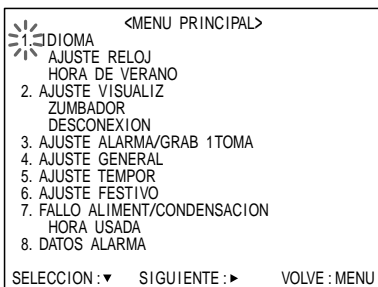 <MENU PRINCIPAL>
1. IDIOMA
AJUSTE RELOJ
HORA DE VERANO
2. AJUSTE VISUALIZ
ZUMBADOR
DESCONEXION
3. AJUSTE ALARMA/GRAB 1TOMA
4. AJUSTE GENERAL
5. AJUSTE TEMPOR
6. AJUSTE FESTIVO
7. FALLO ALIMENT/CONDENSACION
HORA USADA
8. DATOS ALARMA
SELECCION :▼ SIGUIENTE :► VOLVE : MENU